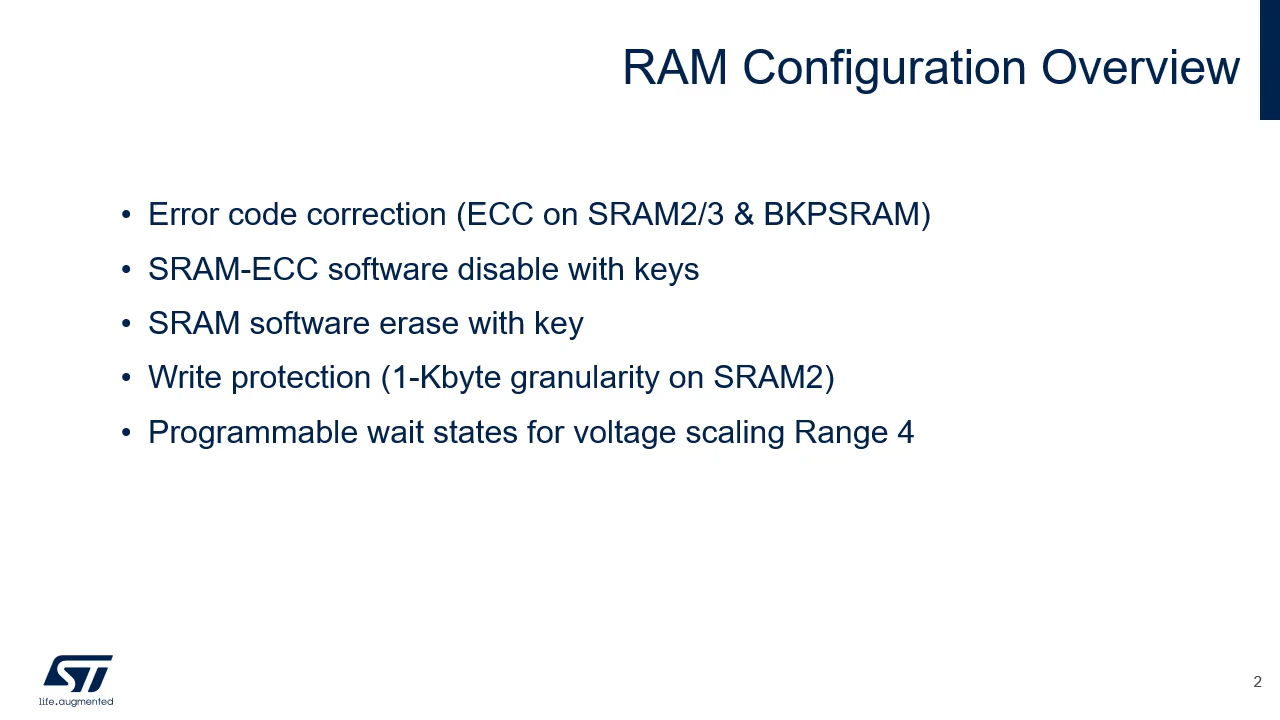 RAM Configuration Overview
• Error code correction (ECC on SRAM2/3 & BKPSRAM)
• SRAM-ECC software disable with keys
• SRAM software erase with key
• Write protection (1-Kbyte granularity on SRAM2)
• Programmable wait states for voltage scaling Range 4
ST
life.augmented
2